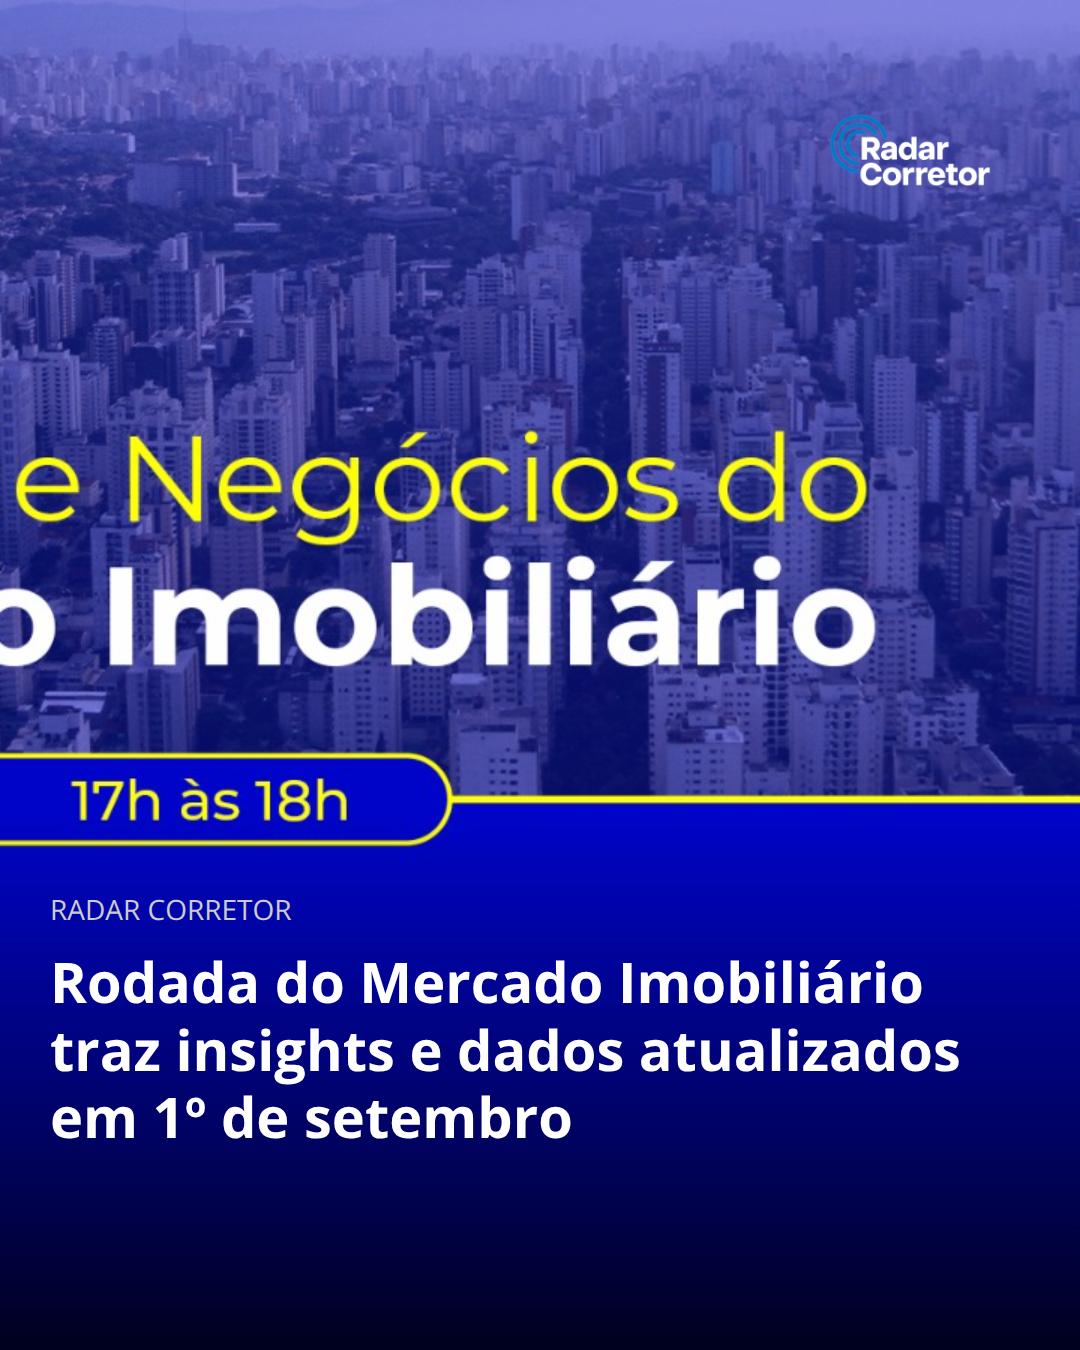 Radar
Corretor
e Negócios do
o Imobiliário
17h às 18h
RADAR CORRETOR
Rodada do Mercado Imobiliário
traz insights e dados atualizados
em 1º de setembro